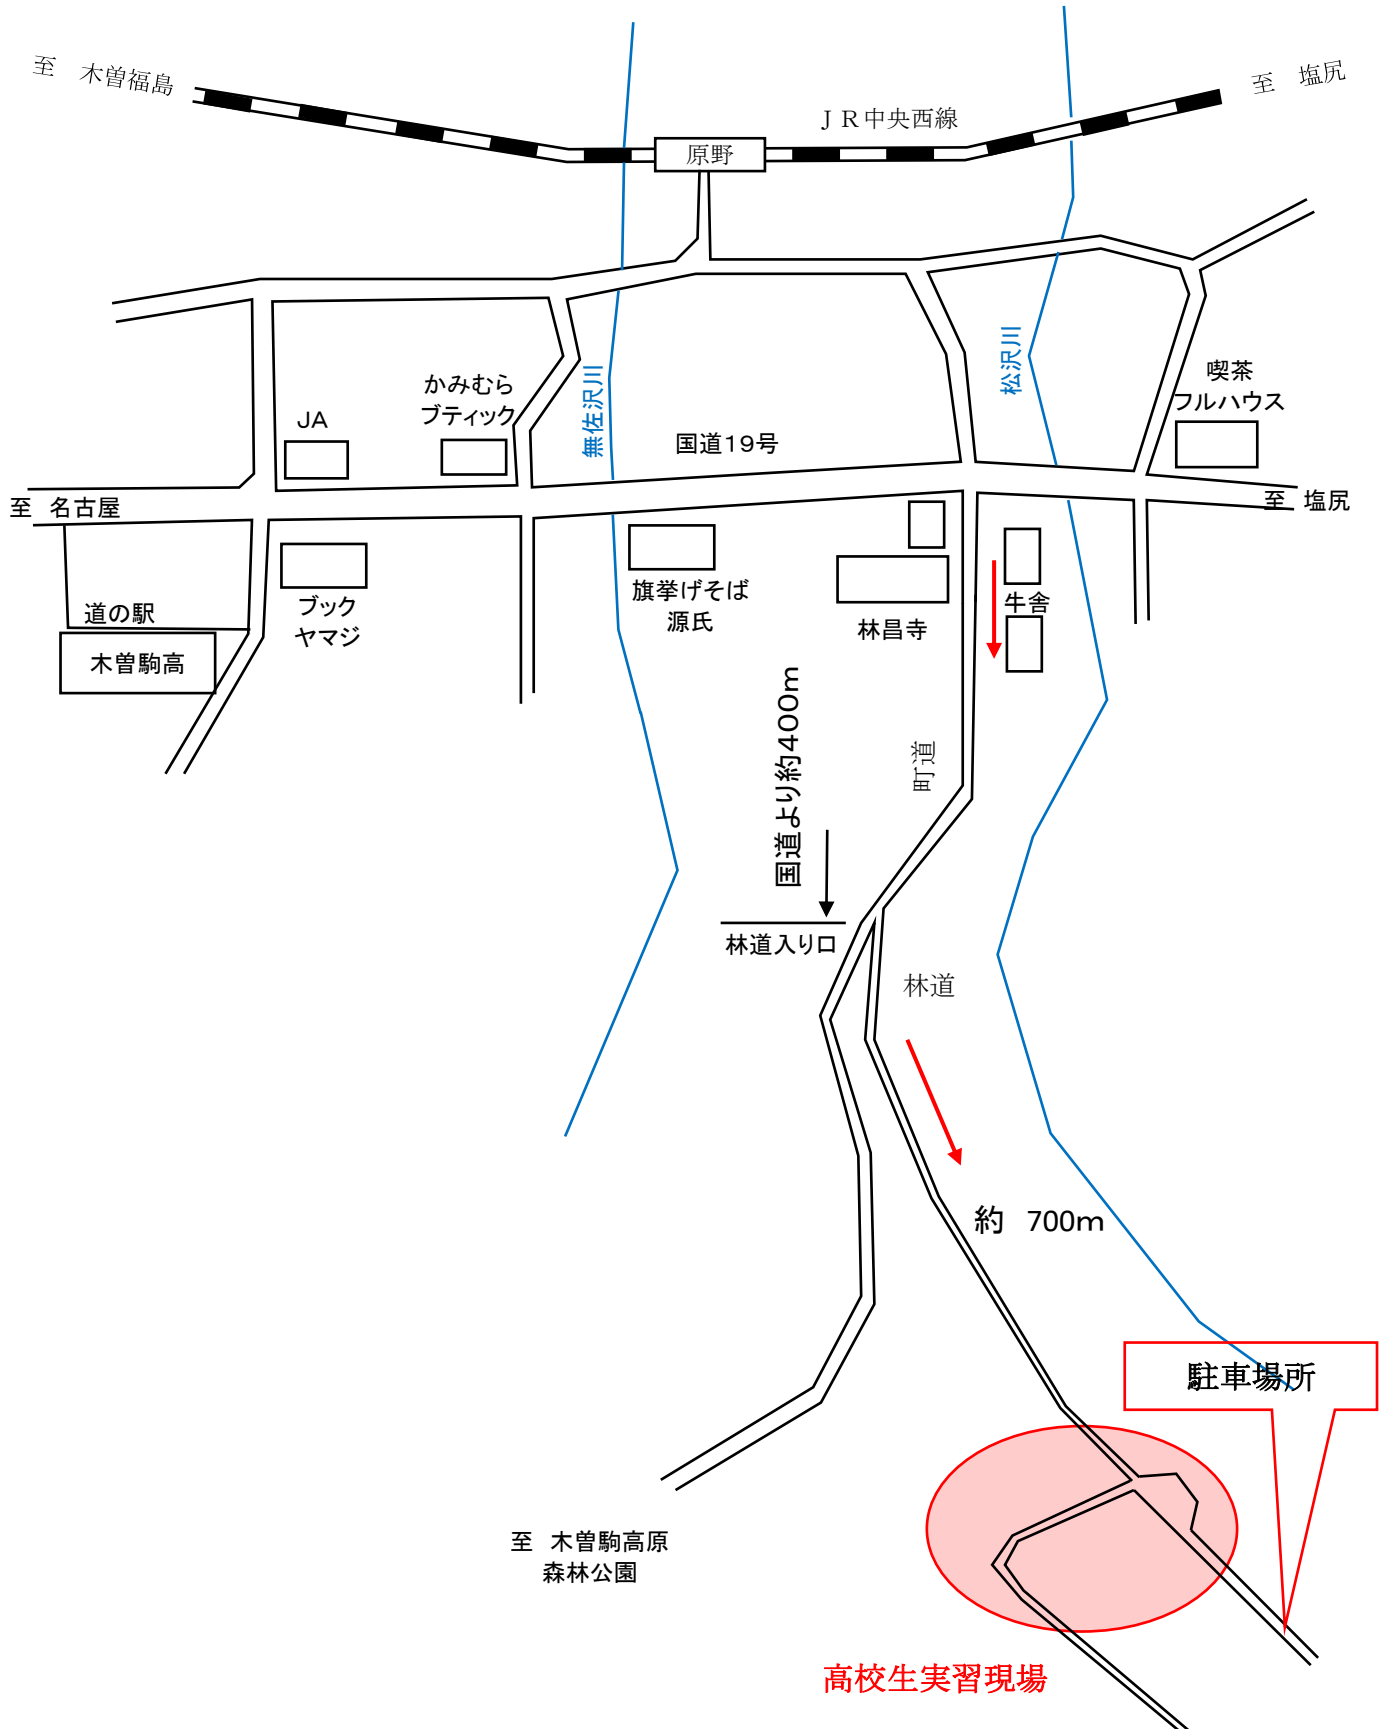 至　木曽福島
至　塩尻
ＪＲ中央西線
原野
松沢川
無佐沢川
喫茶
フルハウス
かみむら
ブティック
JA
国道19号
至　名古屋
至　塩尻
旗挙げそば
源氏
林昌寺
牛舎
ブック
ヤマジ
道の駅
木曽駒高
国道より約400m
町道
林道入り口
林道
約　700m
駐車場所
至　木曽駒高原
森林公園
高校生実習現場